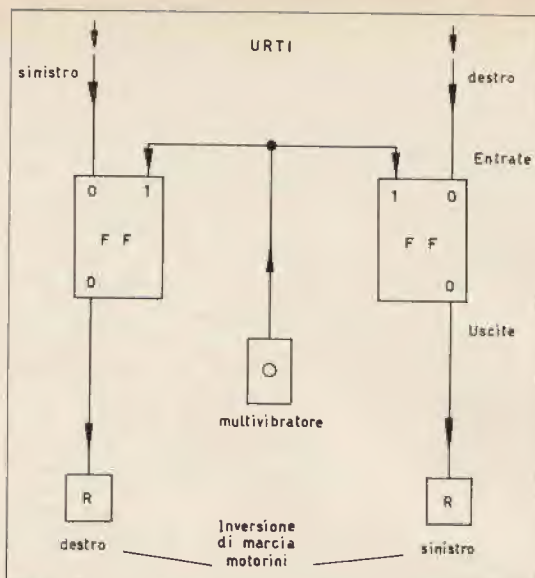 URTI
sinistro
destro
Entrate
0 1
1 0
F F
F F
0
0
Uscite
O
multivibratore
R
R
destro
Inversione
di marcia
motorini
sinistro